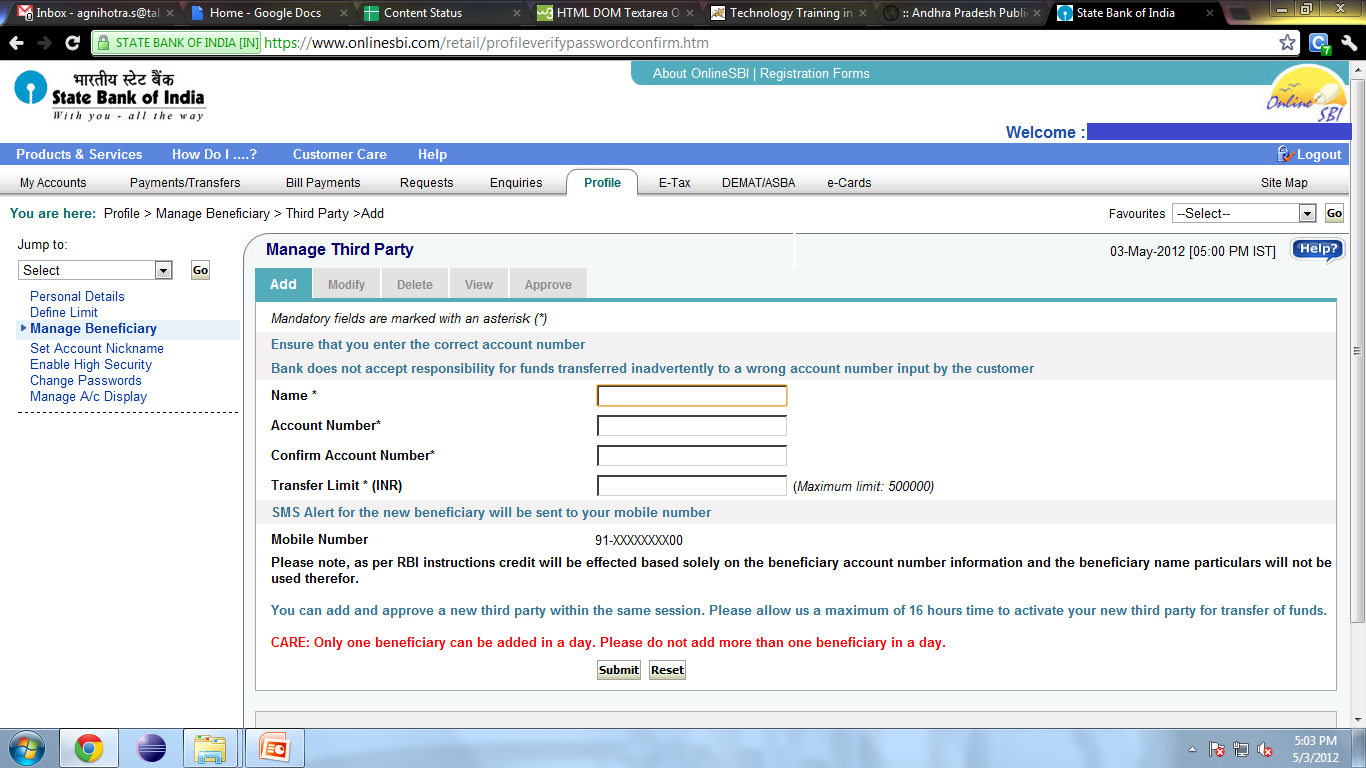 Inbox - agnihotra.s@tal
Home - Google Docs
Content Status
HTML DOM Textarea O
Technology Training in
:: Andhra Pradesh Publi
State Bank of India
STATE BANK OF INDIA [IN] https://www.onlinesbi.com/retail/profileverifypasswordconfirm.htm
भारतीय स्टेट बैंक
State Bank of India
With you - all the way
About OnlineSBI | Registration Forms
Online SBI
Welcome :
Products & Services How Do I ....? Customer Care Help Logout
My Accounts Payments/Transfers Bill Payments Requests Enquiries Profile E-Tax DEMAT/ASBA e-Cards Site Map
You are here: Profile > Manage Beneficiary > Third Party >Add Favourites --Select-- Go
Jump to:
Select Go
Personal Details
Define Limit
Manage Beneficiary
Set Account Nickname
Enable High Security
Change Passwords
Manage A/c Display
Manage Third Party 03-May-2012 [05:00 PM IST] Help?
Add Modify Delete View Approve
Mandatory fields are marked with an asterisk (*)
Ensure that you enter the correct account number
Bank does not accept responsibility for funds transferred inadvertently to a wrong account number input by the customer
Name *
Account Number*
Confirm Account Number*
Transfer Limit * (INR) (Maximum limit: 500000)
SMS Alert for the new beneficiary will be sent to your mobile number
Mobile Number 91-XXXXXXXX00
Please note, as per RBI instructions credit will be effected based solely on the beneficiary account number information and the beneficiary name particulars will not be
used therefor.
You can add and approve a new third party within the same session. Please allow us a maximum of 16 hours time to activate your new third party for transfer of funds.
CARE: Only one beneficiary can be added in a day. Please do not add more than one beneficiary in a day.
Submit Reset
5:03 PM
5/3/2012